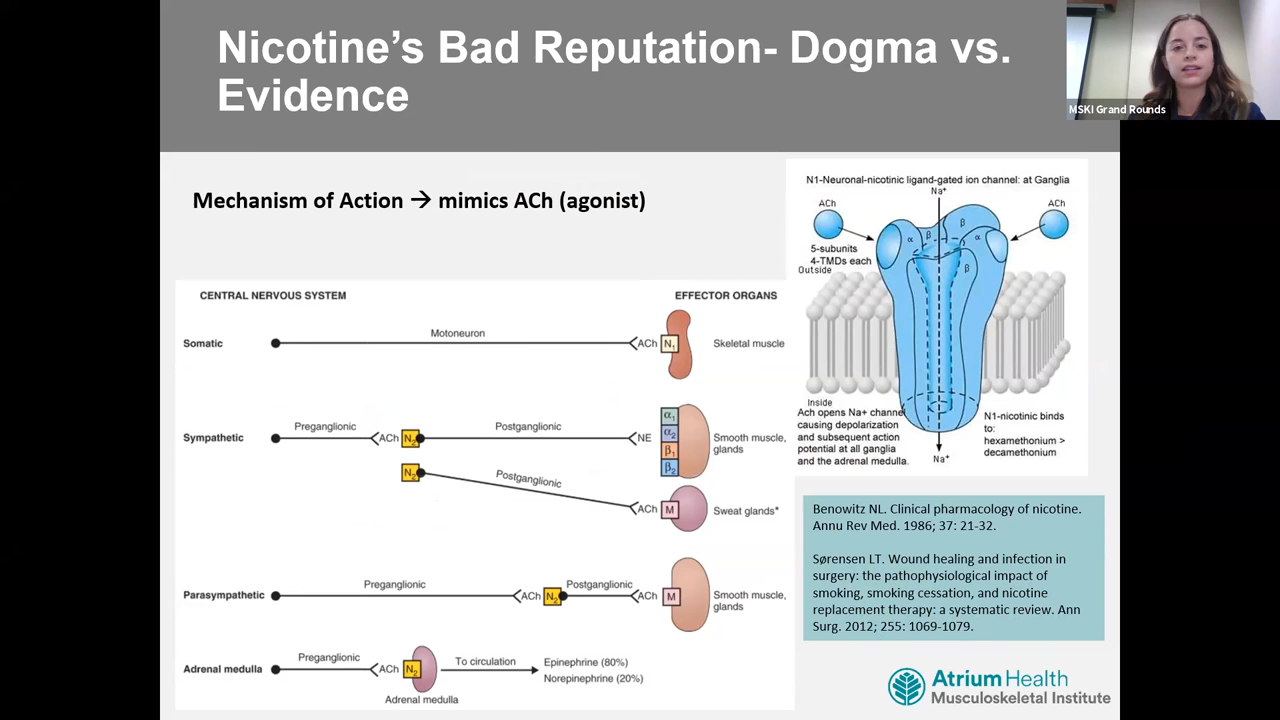 Nicotine's Bad Reputation- Dogma vs.
Evidence
MSKI Grand Rounds
Mechanism of Action → mimics ACh (agonist)
N1-Neuronal-nicotinic ligand-gated ion channel: at Ganglia
Na⁺
ACh
ACh
α
β
β
α
β
5-subunits
4-TMDs each
Outside
Inside
Ach opens Na+ channel
causing depolarization
and subsequent action
potential at all ganglia
and the adrenal medulla.
Na⁺
N1-nicotinic binds
to:
hexamethonium >
decamethonium
CENTRAL NERVOUS SYSTEM
EFFECTOR ORGANS
Somatic
Motoneuron
ACh
N₁
Skeletal muscle
Sympathetic
Preganglionic
ACh
N₂
Postganglionic
NE
α₁
α₂
β₁
β₂
Smooth muscle,
glands
N₂
Postganglionic
ACh
M
Sweat glands*
Parasympathetic
Preganglionic
ACh
N₂
Postganglionic
ACh
M
Smooth muscle,
glands
Adrenal medulla
Preganglionic
ACh
N₂
Adrenal medulla
To circulation
Epinephrine (80%)
Norepinephrine (20%)
Benowitz NL. Clinical pharmacology of nicotine.
Annu Rev Med. 1986; 37: 21-32.
Sørensen LT. Wound healing and infection in
surgery: the pathophysiological impact of
smoking, smoking cessation, and nicotine
replacement therapy: a systematic review. Ann
Surg. 2012; 255: 1069-1079.
Atrium Health
Musculoskeletal Institute